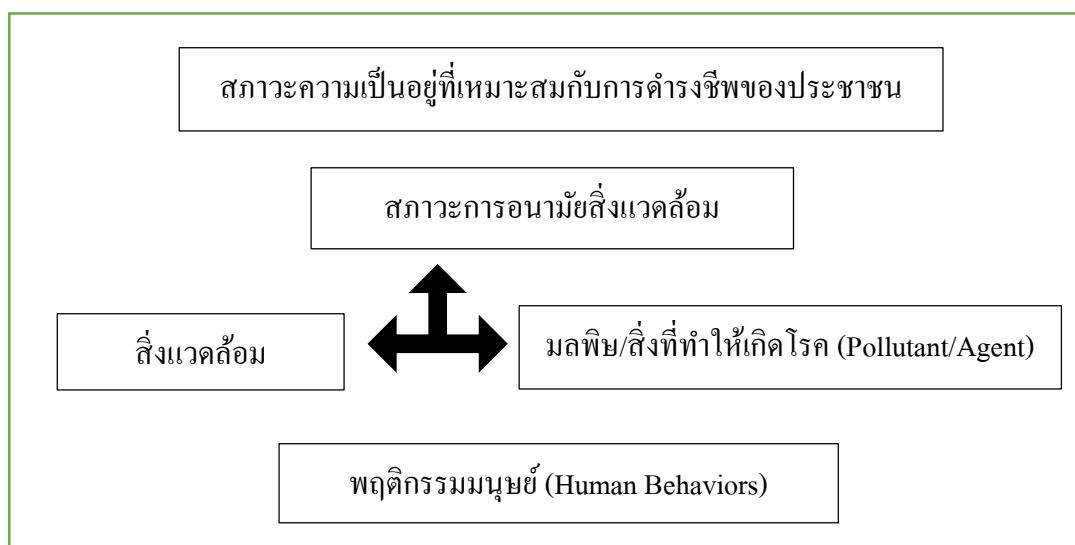 สภาวะความเป็นอยู่ที่เหมาะสมกับการดำรงชีพของประชาชน
สภาวะการอนามัยสิ่งแวดล้อม
สิ่งแวดล้อม
มลพิษ/สิ่งที่ทำให้เกิดโรค (Pollutant/Agent)
พฤติกรรมมนุษย์ (Human Behaviors)